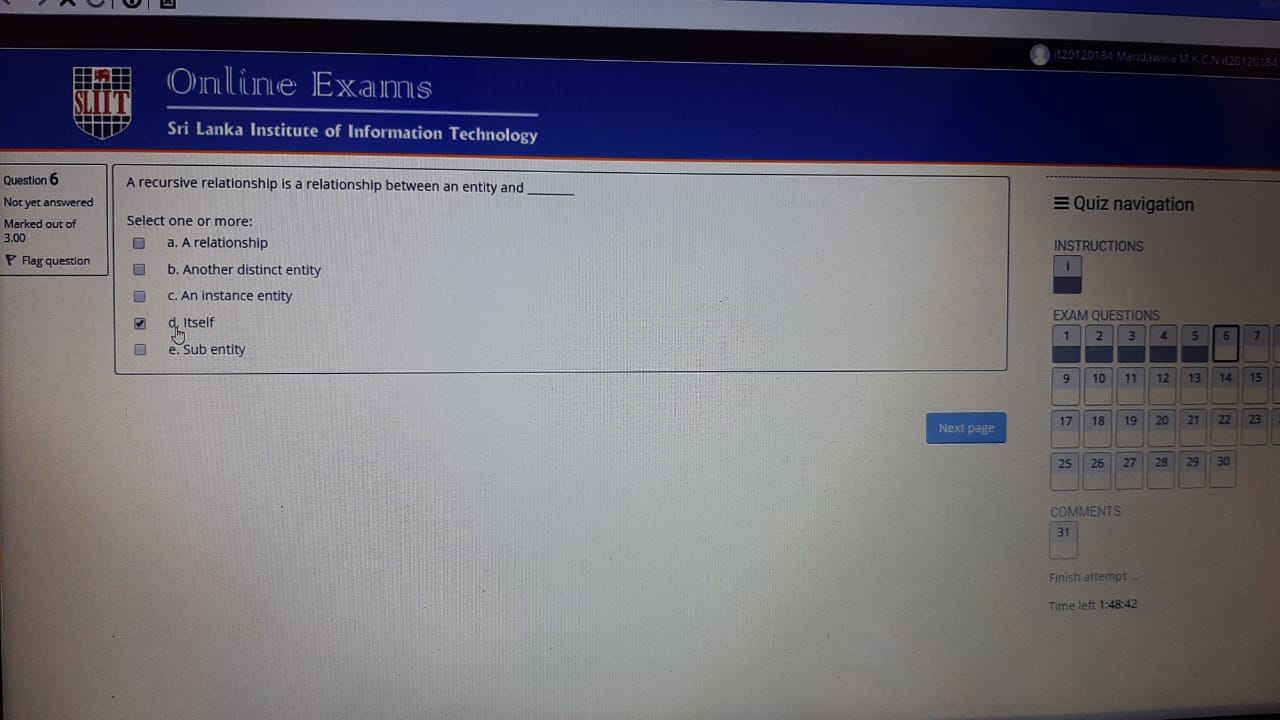 it20120184 Mandawela M.K.C.N it20120184
SLIIT
Online Exams
Sri Lanka Institute of Information Technology
Question 6
Not yet answered
Marked out of
3.00
Flag question
A recursive relationship is a relationship between an entity and _______
Select one or more:
a. A relationship
b. Another distinct entity
c. An instance entity
d. Itself
e. Sub entity
Next page
Quiz navigation
INSTRUCTIONS
i
EXAM QUESTIONS
1 2 3 4 5 6 7
9 10 11 12 13 14 15
17 18 19 20 21 22 23
25 26 27 28 29 30
COMMENTS
31
Finish attempt ...
Time left 1:48:42